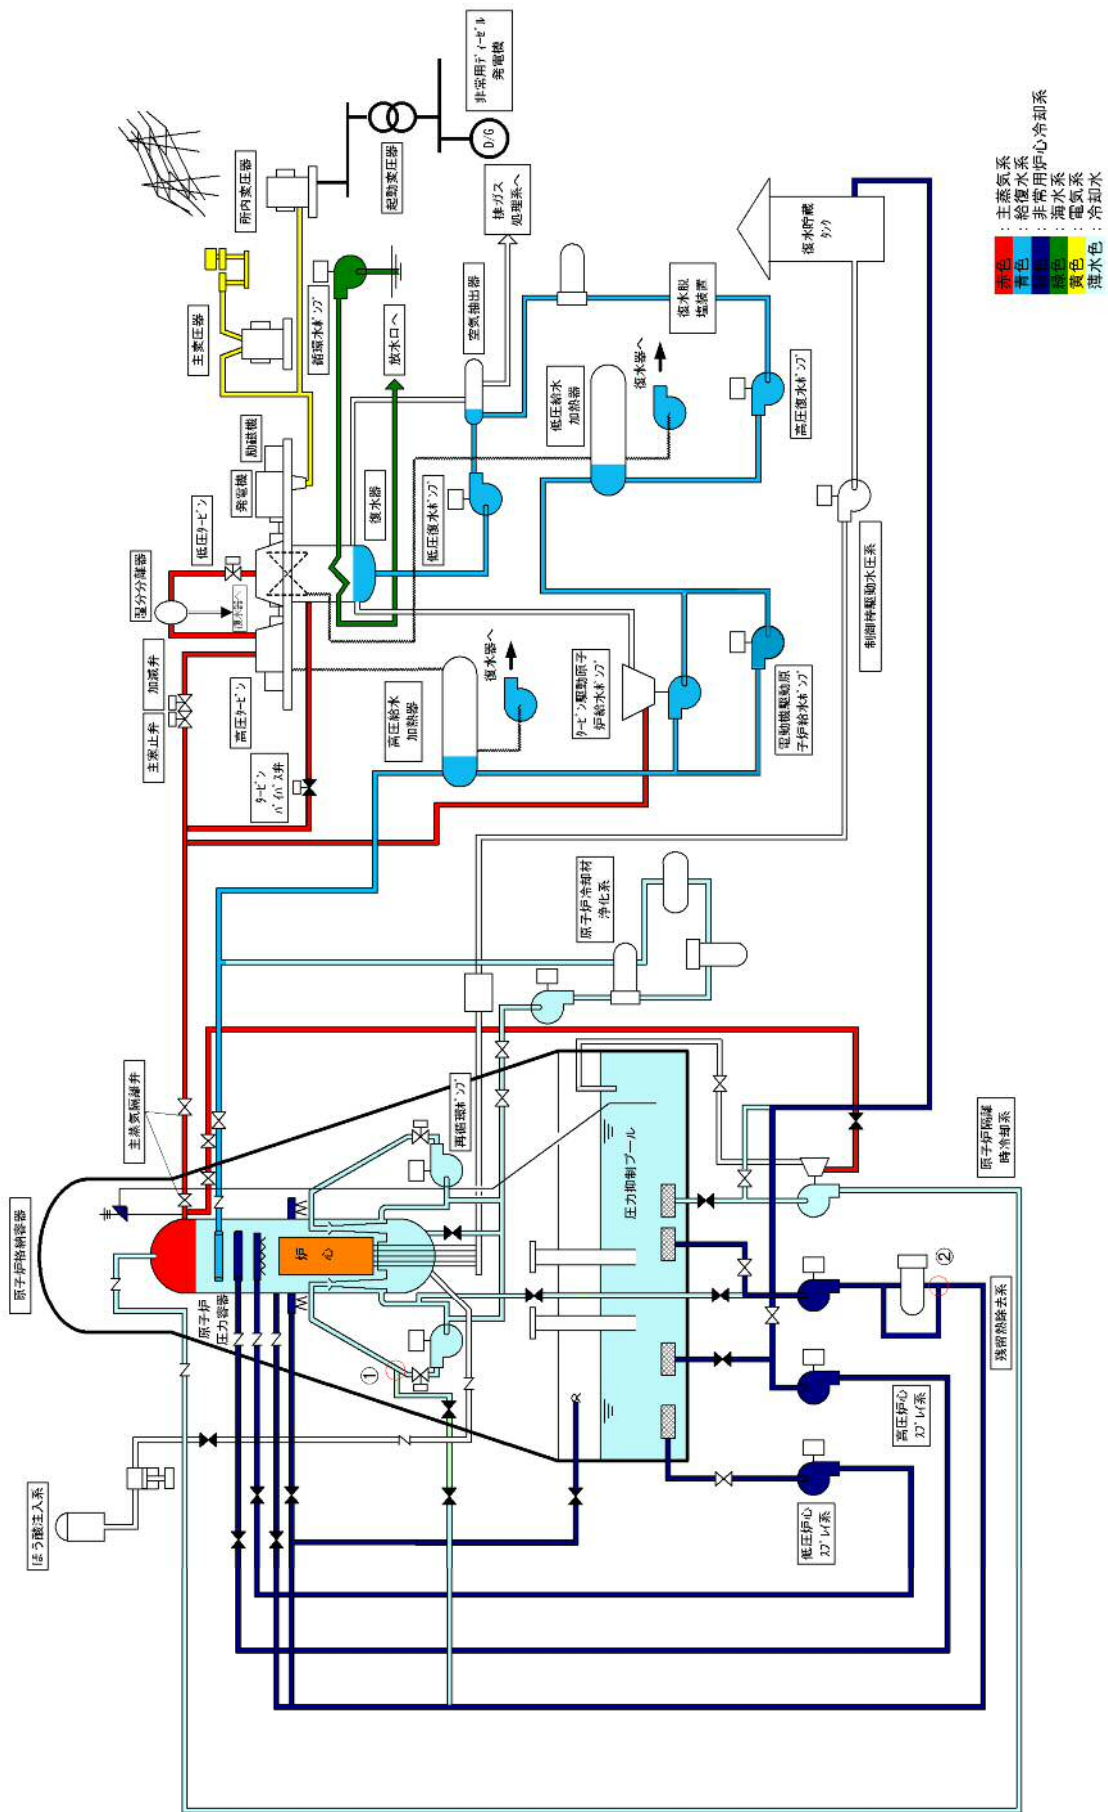 ほう酸注入系
原子炉格納容器
主蒸気隔離弁
原子炉
圧力容器
炉
心
①
再循環ポンプ
圧力抑制プール
低圧炉心
スプレイ系
高圧炉心
スプレイ系
残留熱除去系
②
原子炉隔離
時冷却系
原子炉冷却材
浄化系
主塞止弁
加減弁
湿分分離器
低圧タービン
復水器へ
高圧タービン
タービン
バイパス弁
発電機
励磁機
主変圧器
所内変圧器
起動変圧器
非常用ディーゼル
発電機
D/G
循環水ポンプ
放水口へ
復水器
空気抽出器
排ガス
処理系へ
低圧復水ポンプ
高圧給水
加熱器
復水器へ
低圧給水
加熱器
復水器へ
復水脱
塩装置
高圧復水ポンプ
タービン駆動原子
炉給水ポンプ
電動機駆動原
子炉給水ポンプ
制御棒駆動水圧系
復水貯蔵
タンク
赤色：主蒸気系
青色：給復水系
：非常用炉心冷却系
緑色：海水系
黄色：電気系
薄水色：冷却水